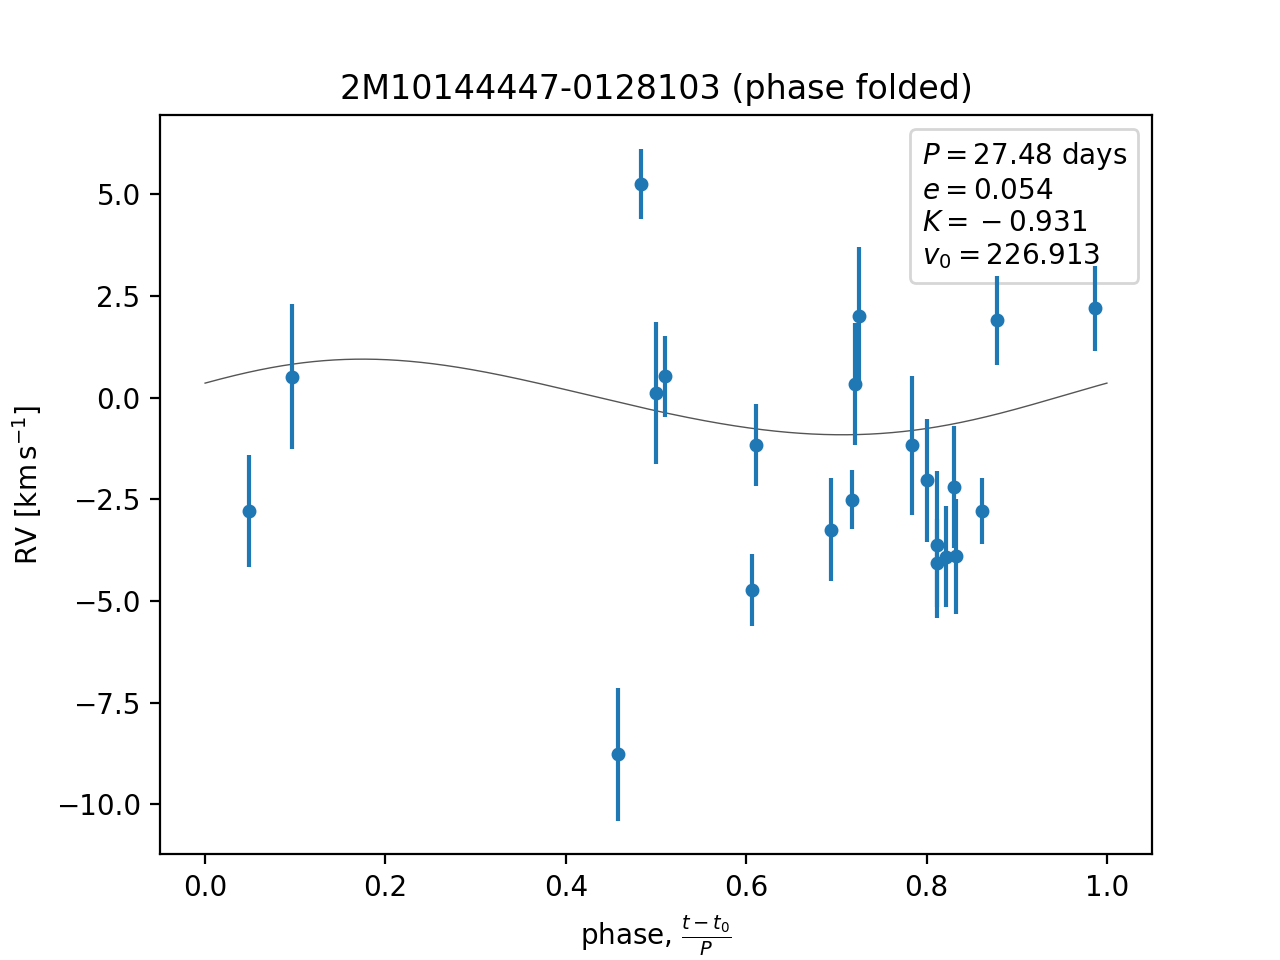 2M10144447-0128103 (phase folded)
P = 27.48 days
e = 0.054
K = −0.931
v₀ = 226.913
RV [km s⁻¹]
5.0
2.5
0.0
−2.5
−5.0
−7.5
−10.0
0.0 0.2 0.4 0.6 0.8 1.0
phase, (t − t₀)/P